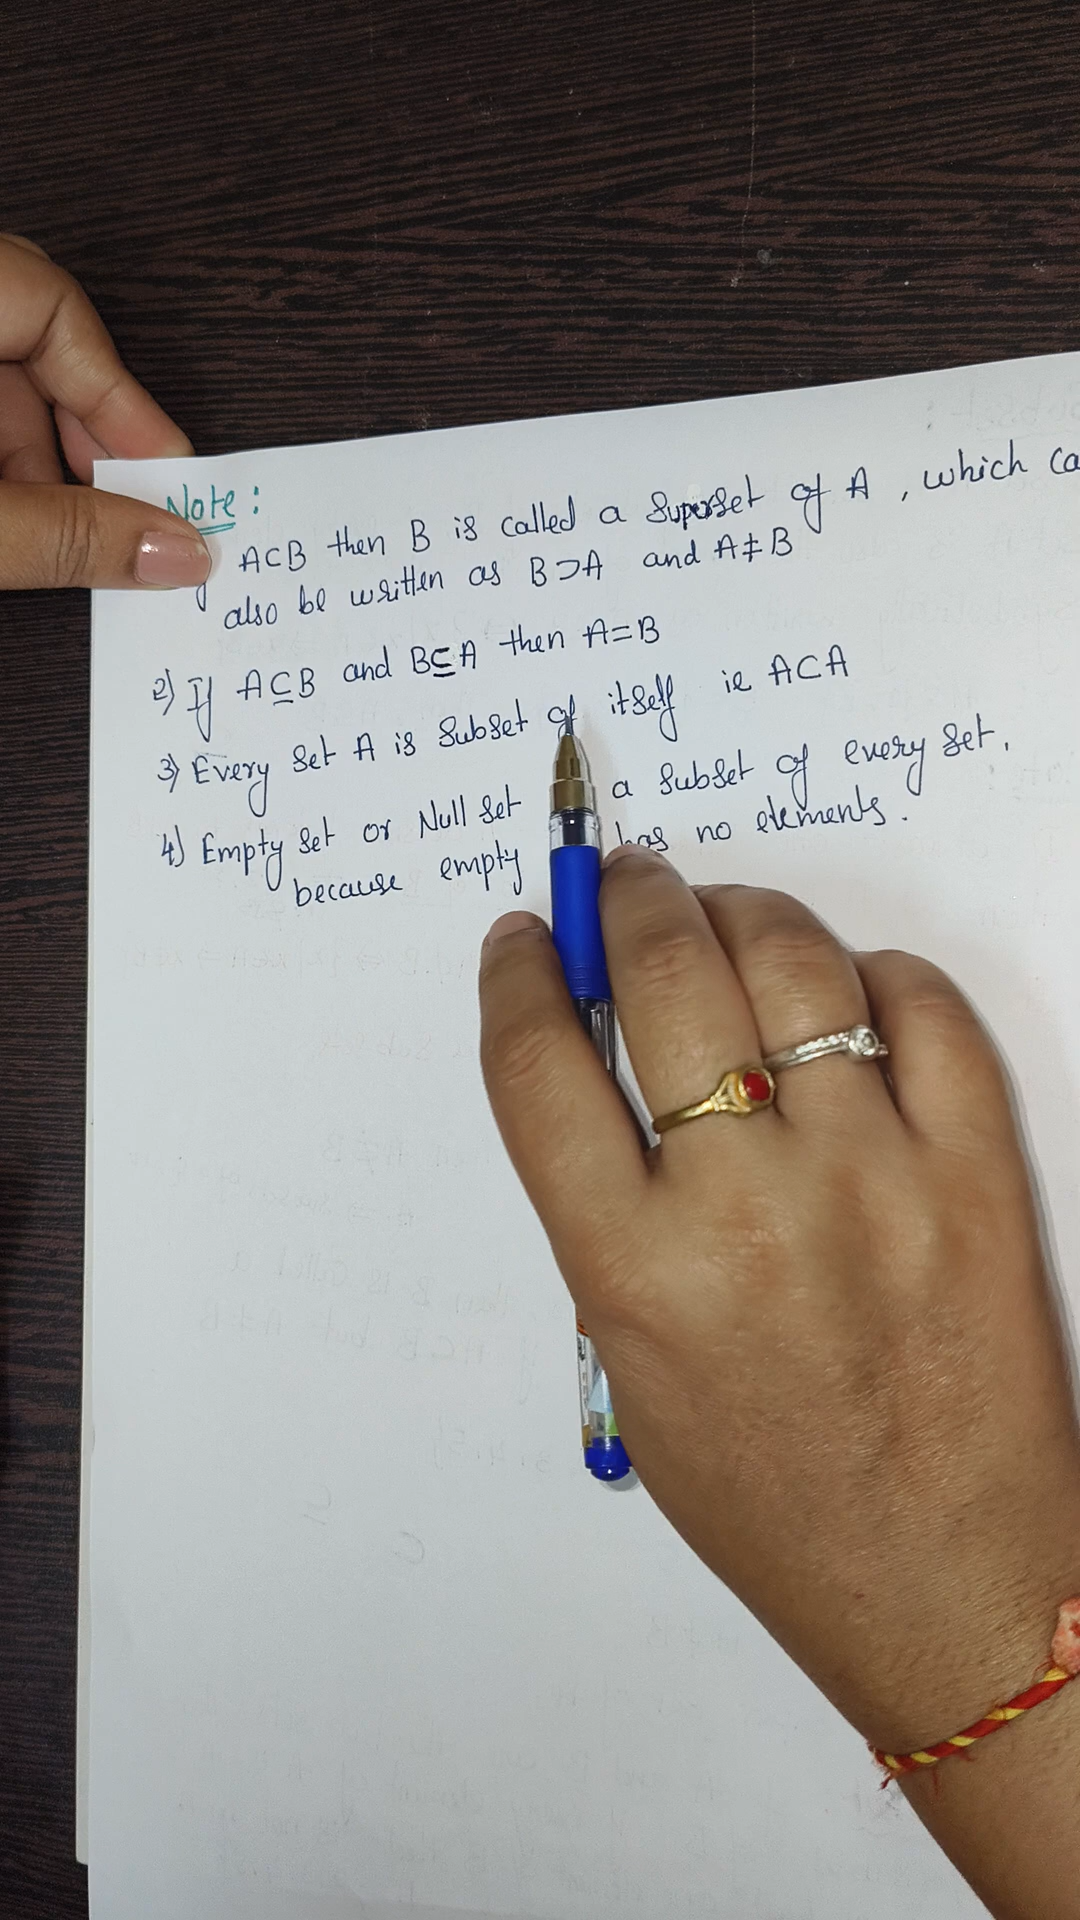 Note:
A⊂B then B is called a Superset of A, which ca
also be written as B⊃A and A≠B
2) If A⊆B and B⊆A then A=B
3) Every Set A is Subset of itself ie A⊂A
4) Empty Set or Null Set a Subset of every Set.
because empty has no elements.